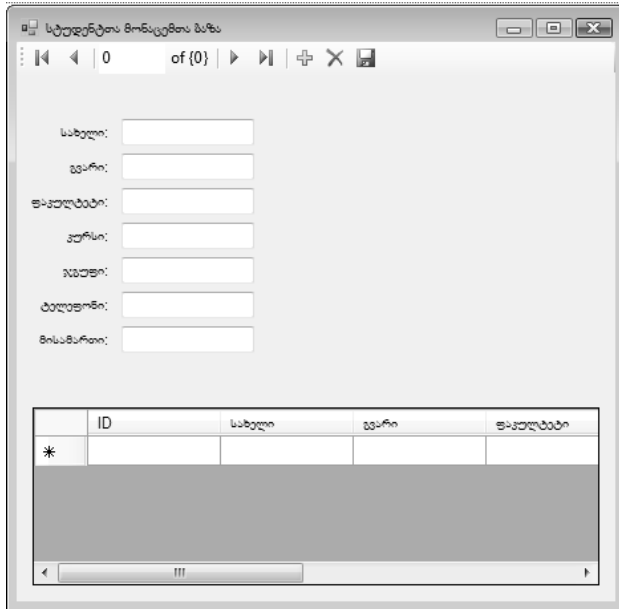 სტუდენტთა მონაცემთა ბაზა
0 of {0}
სახელი:
გვარი:
ფაკულტეტი:
კურსი:
ჯგუფი:
ტელეფონი:
მისამართი:
ID სახელი გვარი ფაკულტეტი